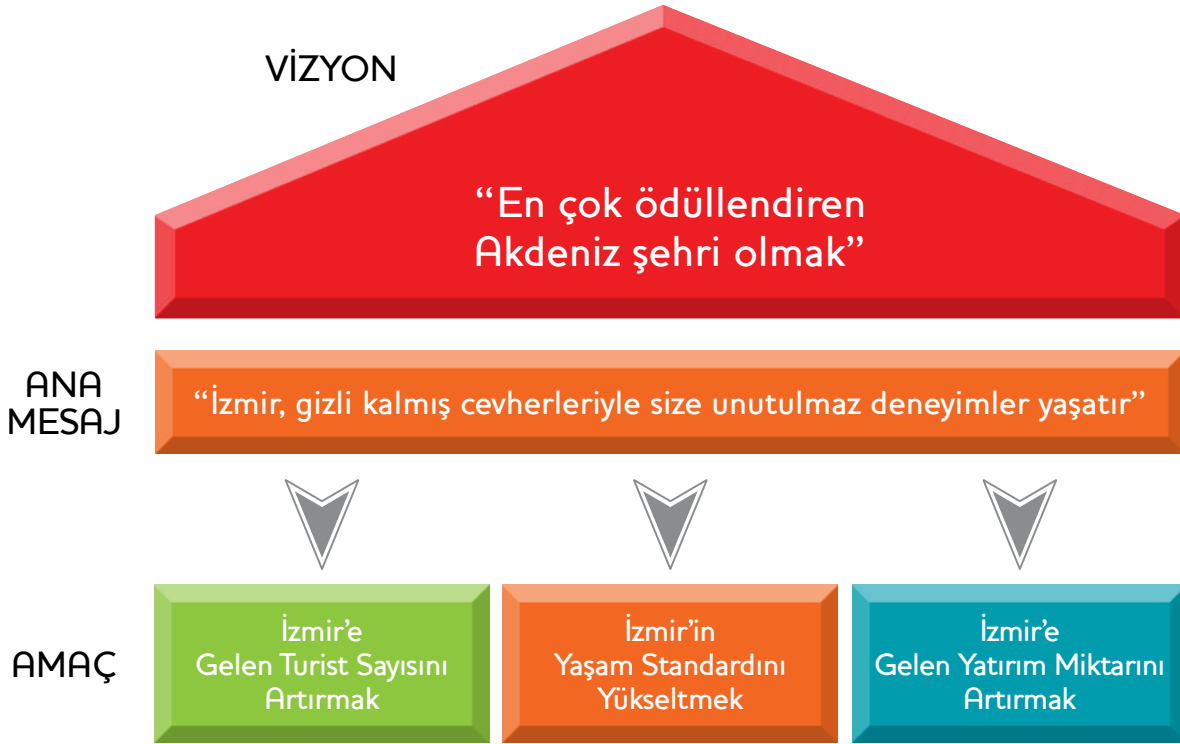 VİZYON
“En çok ödüllendiren
Akdeniz şehri olmak”
ANA
MESAJ
“İzmir, gizli kalmış cevherleriyle size unutulmaz deneyimler yaşatır”
AMAÇ
İzmir’e
Gelen Turist Sayısını
Artırmak
İzmir’in
Yaşam Standardını
Yükseltmek
İzmir’e
Gelen Yatırım Miktarını
Artırmak